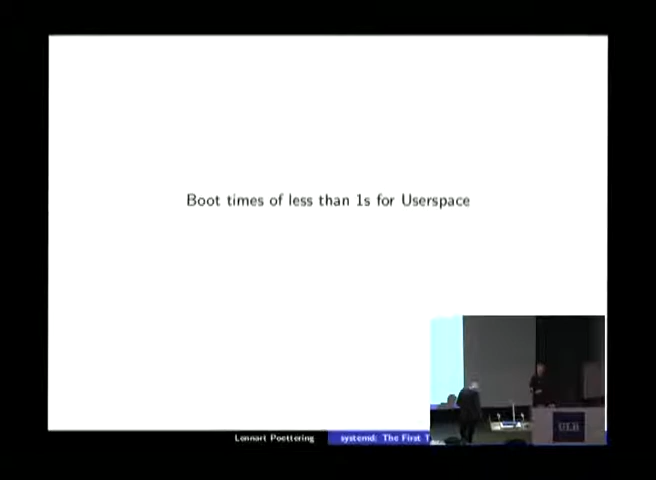 Boot times of less than 1s for Userspace
Lennart Poettering
systemd: The First
ULB